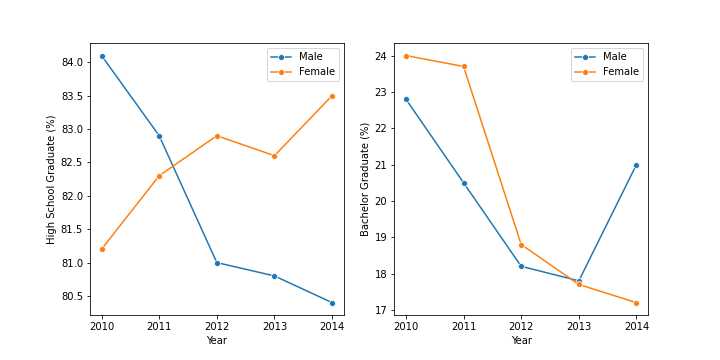 High School Graduate (%)
84.0
83.5
83.0
82.5
82.0
81.5
81.0
80.5
2010 2011 2012 2013 2014
Year
Male
Female
Bachelor Graduate (%)
24
23
22
21
20
19
18
17
2010 2011 2012 2013 2014
Year
Male
Female